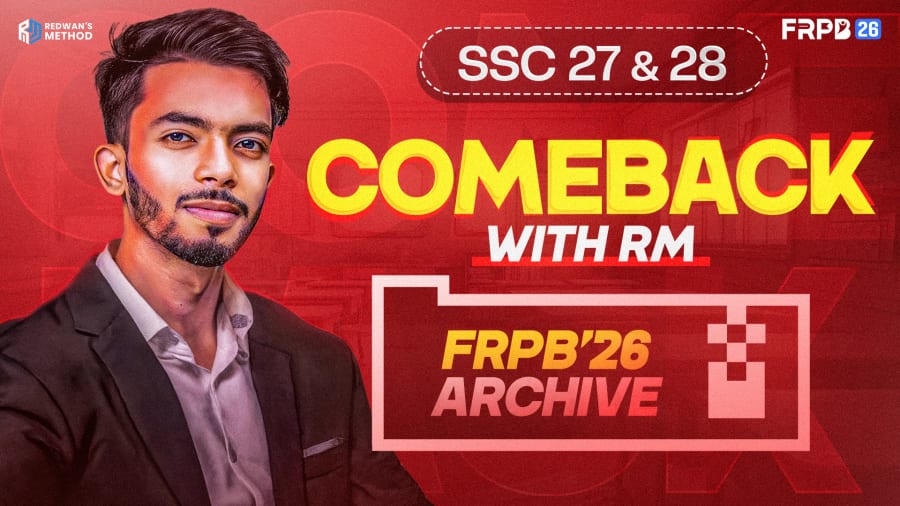 REDWAN'S
METHOD
FRPB 26
SSC 27 & 28
COMEBACK
WITH RM
FRPB'26
ARCHIVE